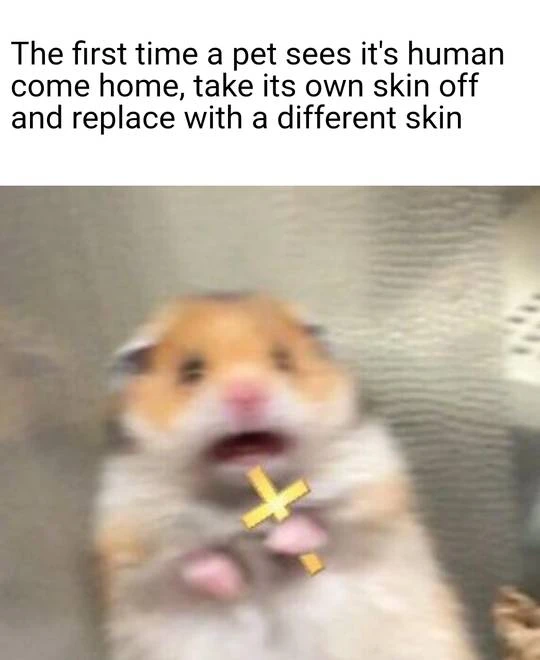 The first time a pet sees it's human
come home, take its own skin off
and replace with a different skin